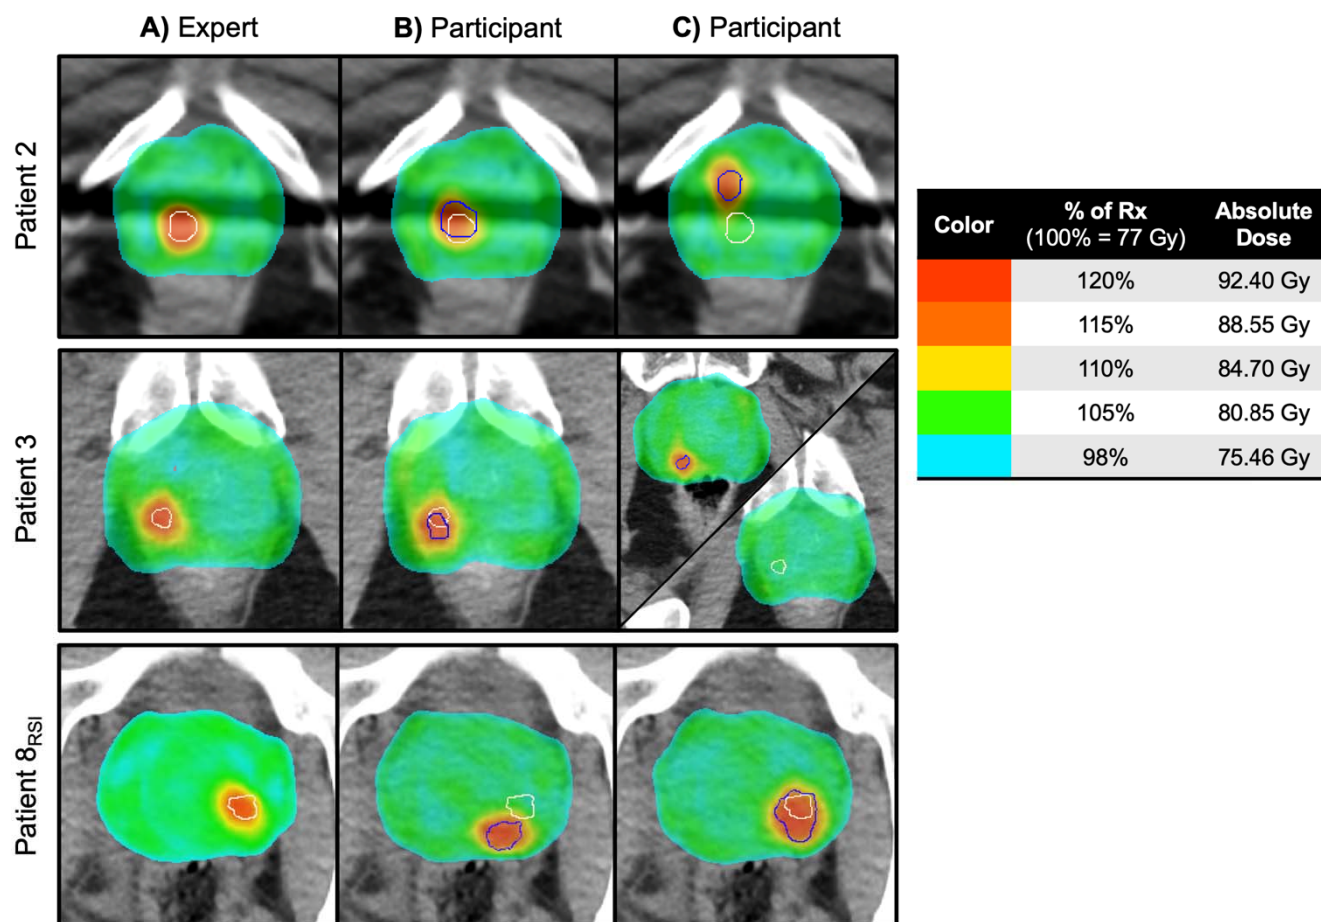 A) Expert
B) Participant
C) Participant
Patient 2
Patient 3
Patient 8RSI
Color % of Rx (100% = 77 Gy) Absolute Dose
120% 92.40 Gy
115% 88.55 Gy
110% 84.70 Gy
105% 80.85 Gy
98% 75.46 Gy